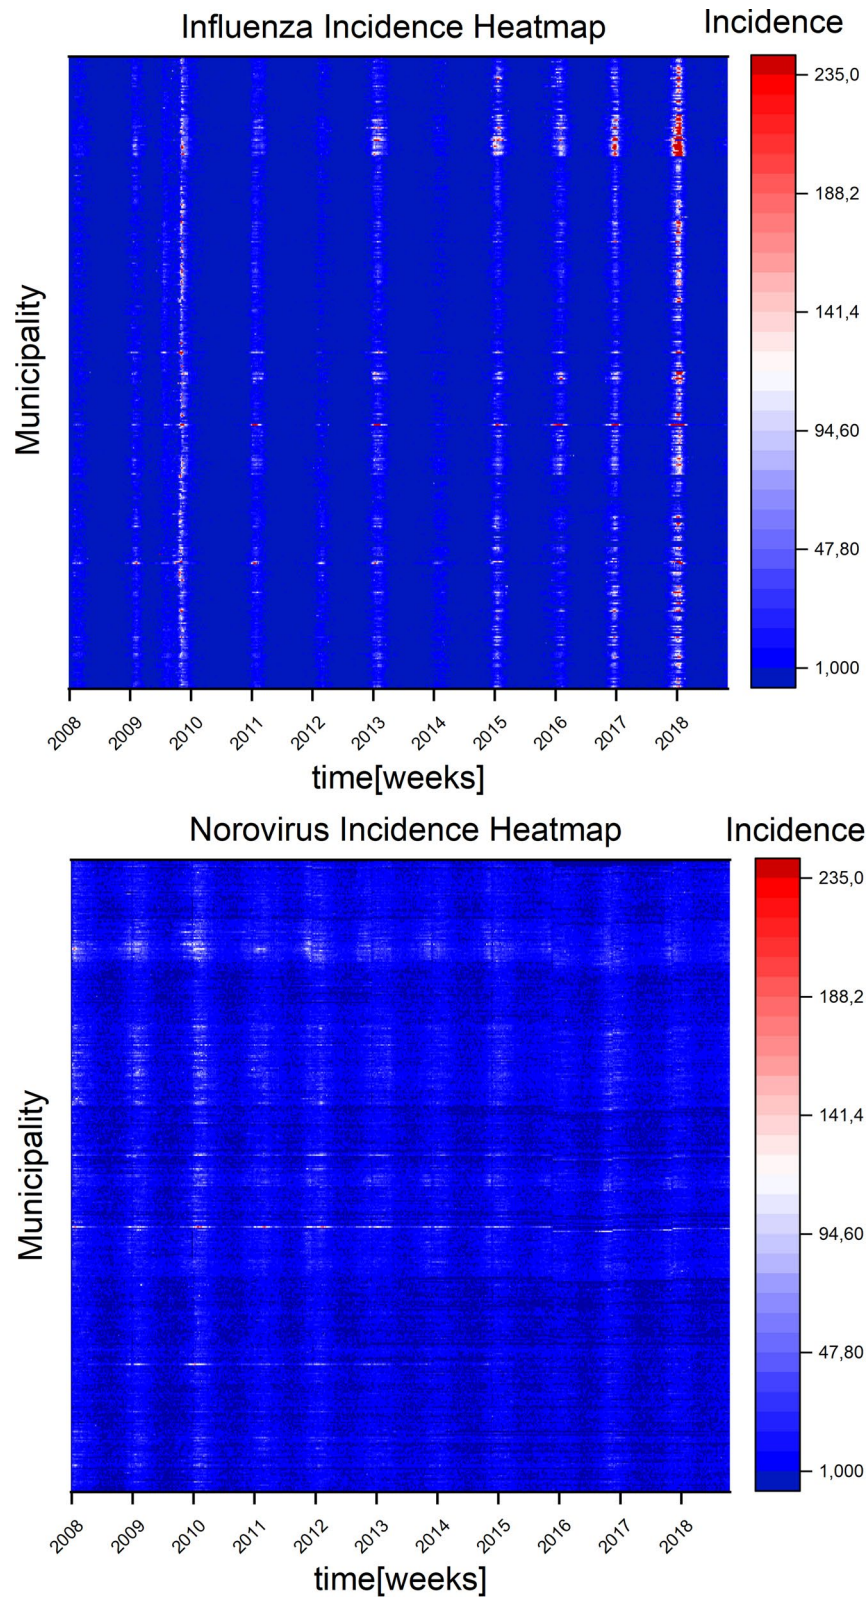 Influenza Incidence Heatmap
Incidence
235,0
188,2
141,4
94,60
47,80
1,000
Municipality
2008 2009 2010 2011 2012 2013 2014 2015 2016 2017 2018
time[weeks]
Norovirus Incidence Heatmap
Incidence
235,0
188,2
141,4
94,60
47,80
1,000
Municipality
2008 2009 2010 2011 2012 2013 2014 2015 2016 2017 2018
time[weeks]